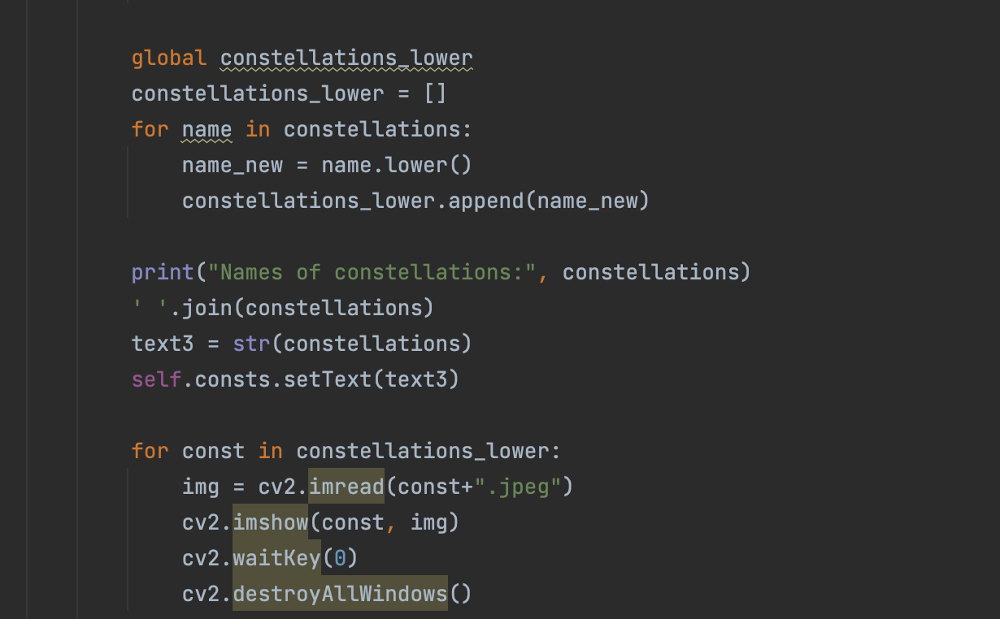 global constellations_lower
constellations_lower = []
for name in constellations:
    name_new = name.lower()
    constellations_lower.append(name_new)
print("Names of constellations:", constellations)
' '.join(constellations)
text3 = str(constellations)
self.consts.setText(text3)
for const in constellations_lower:
    img = cv2.imread(const+".jpeg")
    cv2.imshow(const, img)
    cv2.waitKey(0)
    cv2.destroyAllWindows()